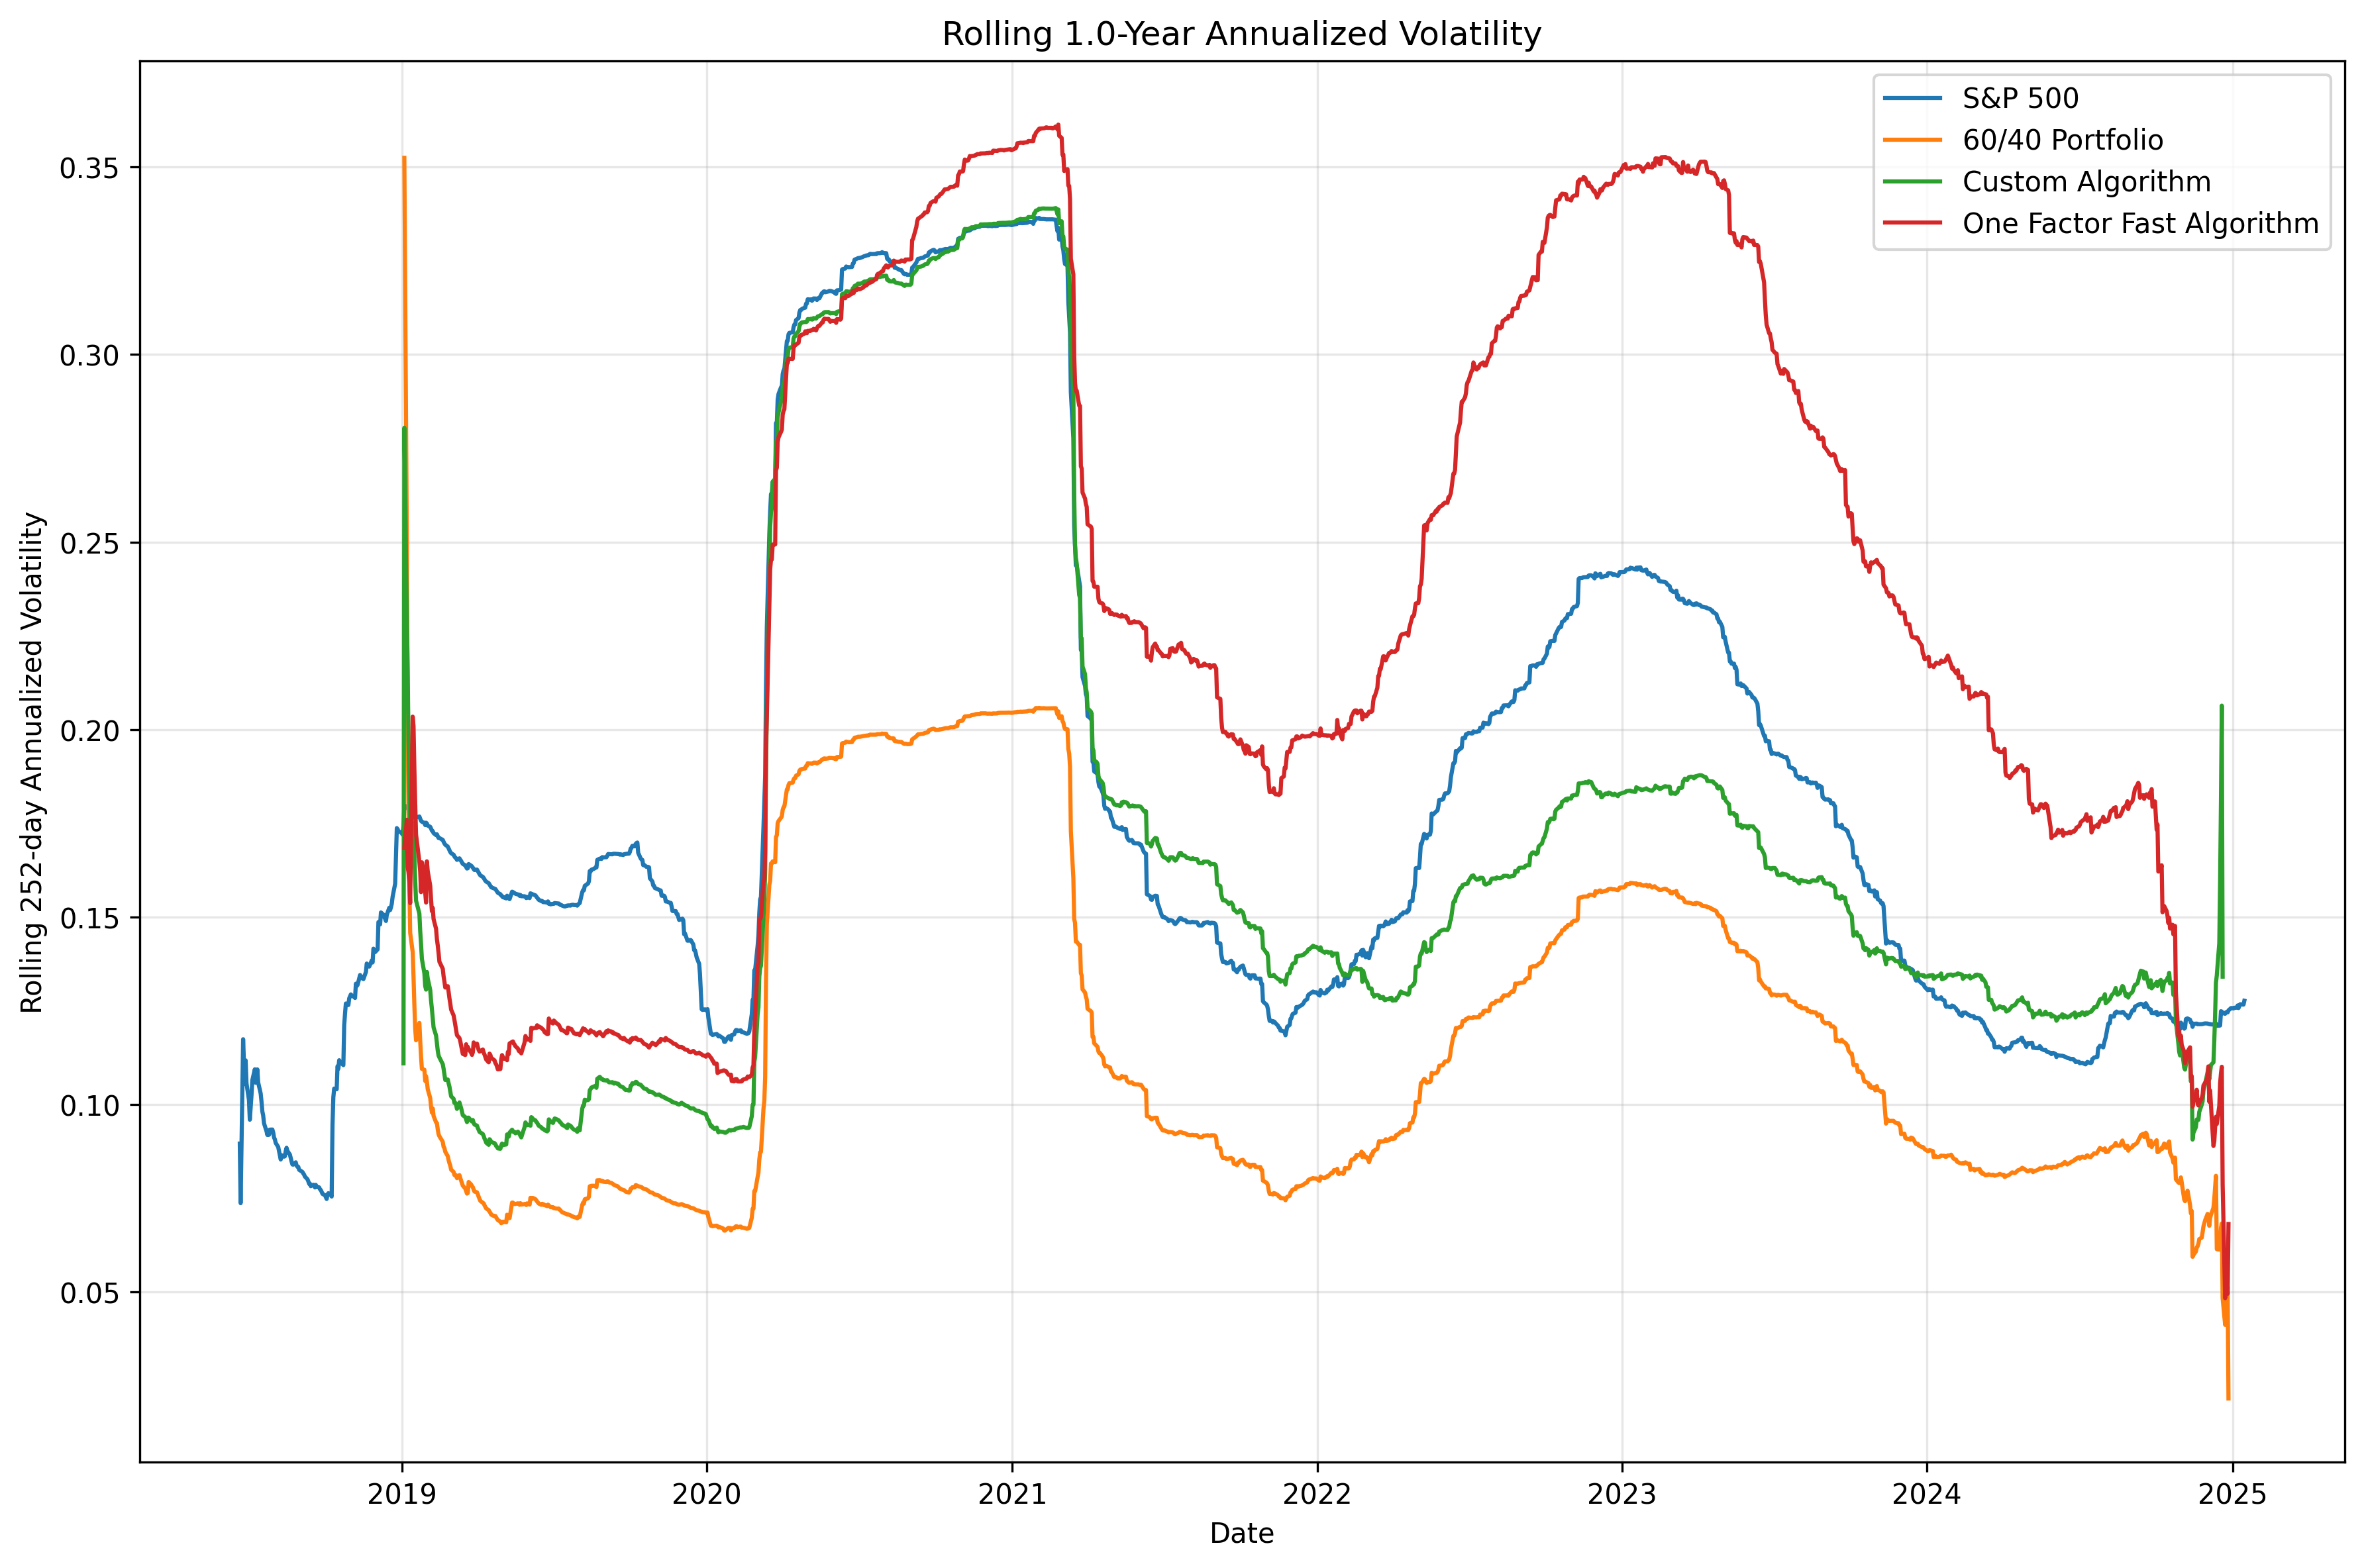 Rolling 1.0-Year Annualized Volatility
S&P 500
60/40 Portfolio
Custom Algorithm
One Factor Fast Algorithm
Rolling 252-day Annualized Volatility
0.35
0.30
0.25
0.20
0.15
0.10
0.05
2019
2020
2021
2022
2023
2024
2025
Date